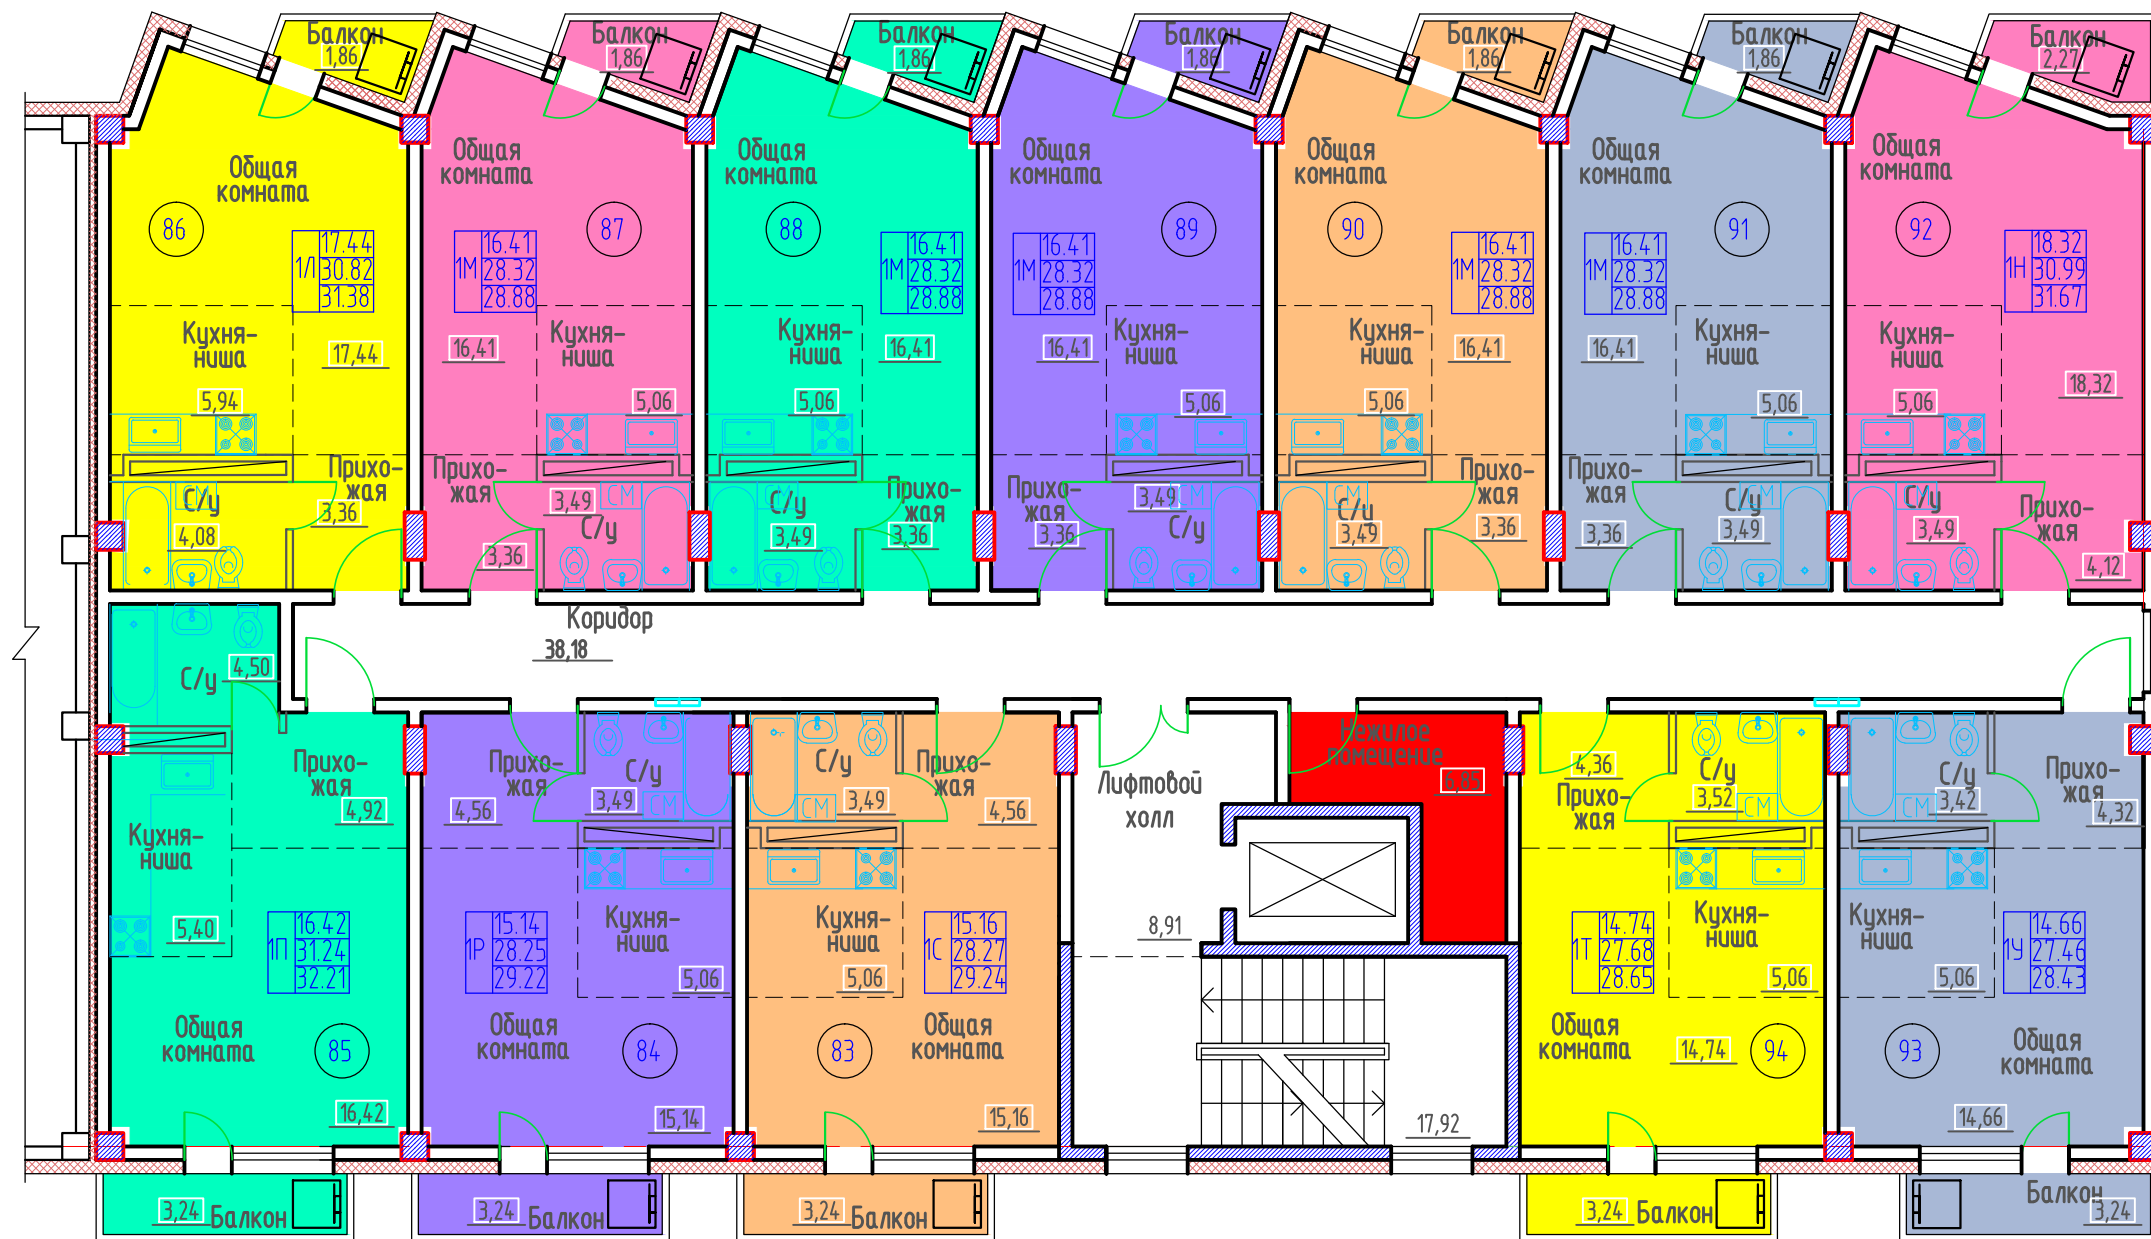 Балкон
1,86
Балкон
1,86
Балкон
1,86
Балкон
1,86
Балкон
1,86
Балкон
1,86
Балкон
2,27
Общая
комната
86
1Л
17.44
30.82
31.38
Кухня-
ниша
17,44
5,94
Прихо-
жая
3,36
С/у
4,08
Общая
комната
87
1М
16.41
28.32
28.88
16,41
Кухня-
ниша
5,06
Прихо-
жая
3,36
3,49
СМ
С/у
Общая
комната
88
1М
16.41
28.32
28.88
Кухня-
ниша
16,41
5,06
СМ
С/у
3,49
Прихо-
жая
3,36
Общая
комната
89
1М
16.41
28.32
28.88
16,41
Кухня-
ниша
5,06
Прихо-
жая
3,36
3,49
СМ
С/у
Общая
комната
90
1М
16.41
28.32
28.88
Кухня-
ниша
16,41
5,06
СМ
С/у
3,49
Прихо-
жая
3,36
Общая
комната
91
1М
16.41
28.32
28.88
16,41
Кухня-
ниша
5,06
Прихо-
жая
3,36
СМ
С/у
3,49
Общая
комната
92
1Н
18.32
30.99
31.67
Кухня-
ниша
18,32
5,06
СМ
С/у
3,49
Прихо-
жая
4,12
СМ
Коридор
38,18
С/у
4,50
Прихо-
жая
4,92
Кухня-
ниша
5,40
1П
16.42
31.24
32.21
Общая
комната
85
16,42
3,24
Балкон
Прихо-
жая
4,56
С/у
3,49
СМ
1Р
15.14
28.25
29.22
Кухня-
ниша
5,06
Общая
комната
84
15,14
3,24
Балкон
С/у
3,49
СМ
Прихо-
жая
4,56
Кухня-
ниша
5,06
1С
15.16
28.27
29.24
83
Общая
комната
15,16
3,24
Балкон
Лифтовой
холл
8,91
Нежилое
помещение
6,85
17,92
4,36
Прихо-
жая
С/у
3,52
СМ
1Т
14.74
27.68
28.65
Кухня-
ниша
5,06
Общая
комната
14,74
94
3,24
Балкон
С/у
3,42
СМ
Прихо-
жая
4,32
Кухня-
ниша
5,06
1У
14.66
27.46
28.43
93
Общая
комната
14,66
Балкон
3,24